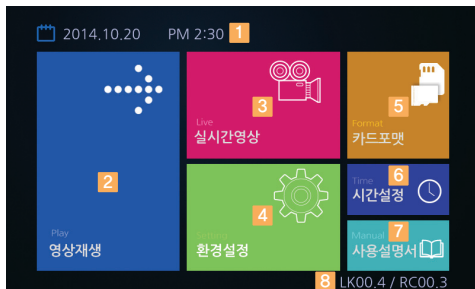 2014.10.20 PM 2:30 1
3
Live
실시간영상
5
Format
카드포맷
2
Play
영상재생
4
환경설정
6
Time
시간설정
7
Manual
사용설명서
8 LK00.4 / RC00.3